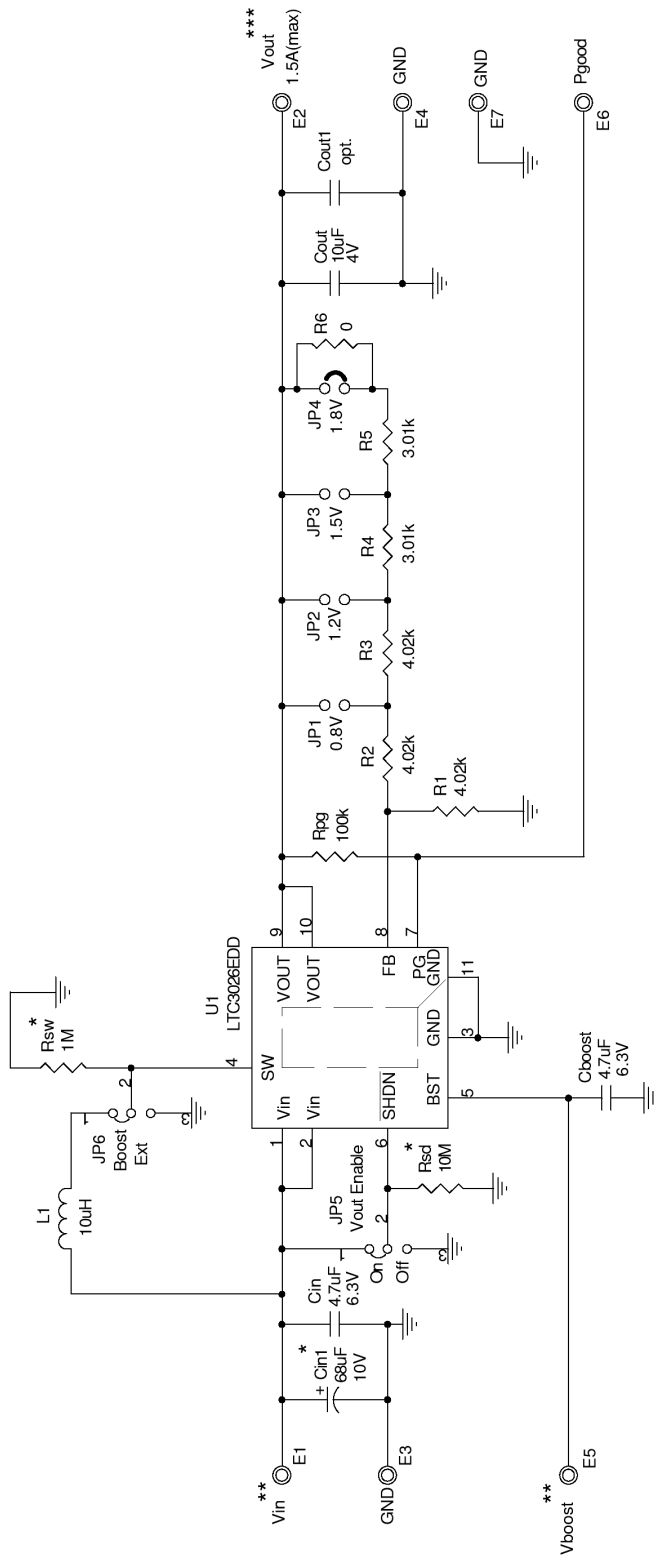 **
Vin
E1
GND
E3
**
Vboost
E5
*
+
Cin1
68uF
10V
Cin
4.7uF
6.3V
L1
10uH
JP6
Boost
Ext
1
2
3
Rsw
*
1M
JP5
Vout Enable
On
Off
1
2
3
*
Rsd
10M
U1
LTC3026EDD
1
Vin
2
Vin
6
SHDN
4
SW
5
BST
3
GND
11
GND
9
VOUT
10
VOUT
8
FB
7
PG
Cboost
4.7uF
6.3V
Rpg
100k
R1
4.02k
R2
4.02k
JP1
0.8V
R3
4.02k
JP2
1.2V
R4
3.01k
JP3
1.5V
R5
3.01k
JP4
1.8V
R6
0
Cout
10uF
4V
Cout1
opt.
***
Vout
1.5A(max)
E2
GND
E4
GND
E7
Pgood
E6